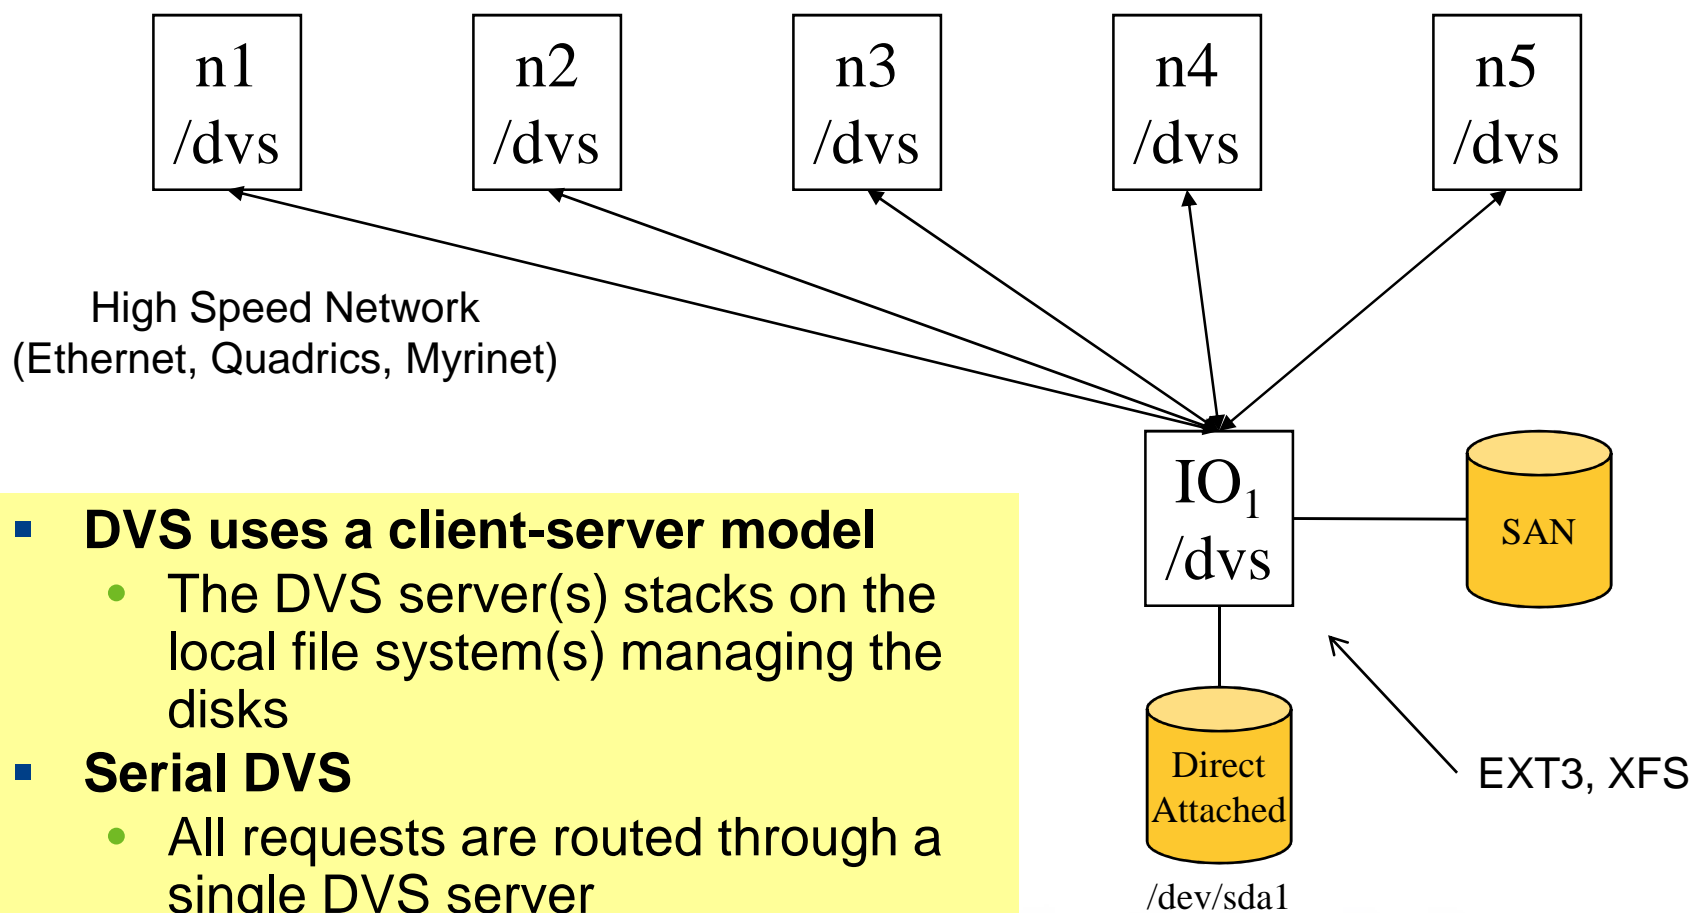 n1
/dvs
n2
/dvs
n3
/dvs
n4
/dvs
n5
/dvs
High Speed Network
(Ethernet, Quadrics, Myrinet)
IO1
/dvs
SAN
Direct
Attached
/dev/sda1
EXT3, XFS
▪ DVS uses a client-server model
• The DVS server(s) stacks on the
local file system(s) managing the
disks
▪ Serial DVS
• All requests are routed through a
single DVS server